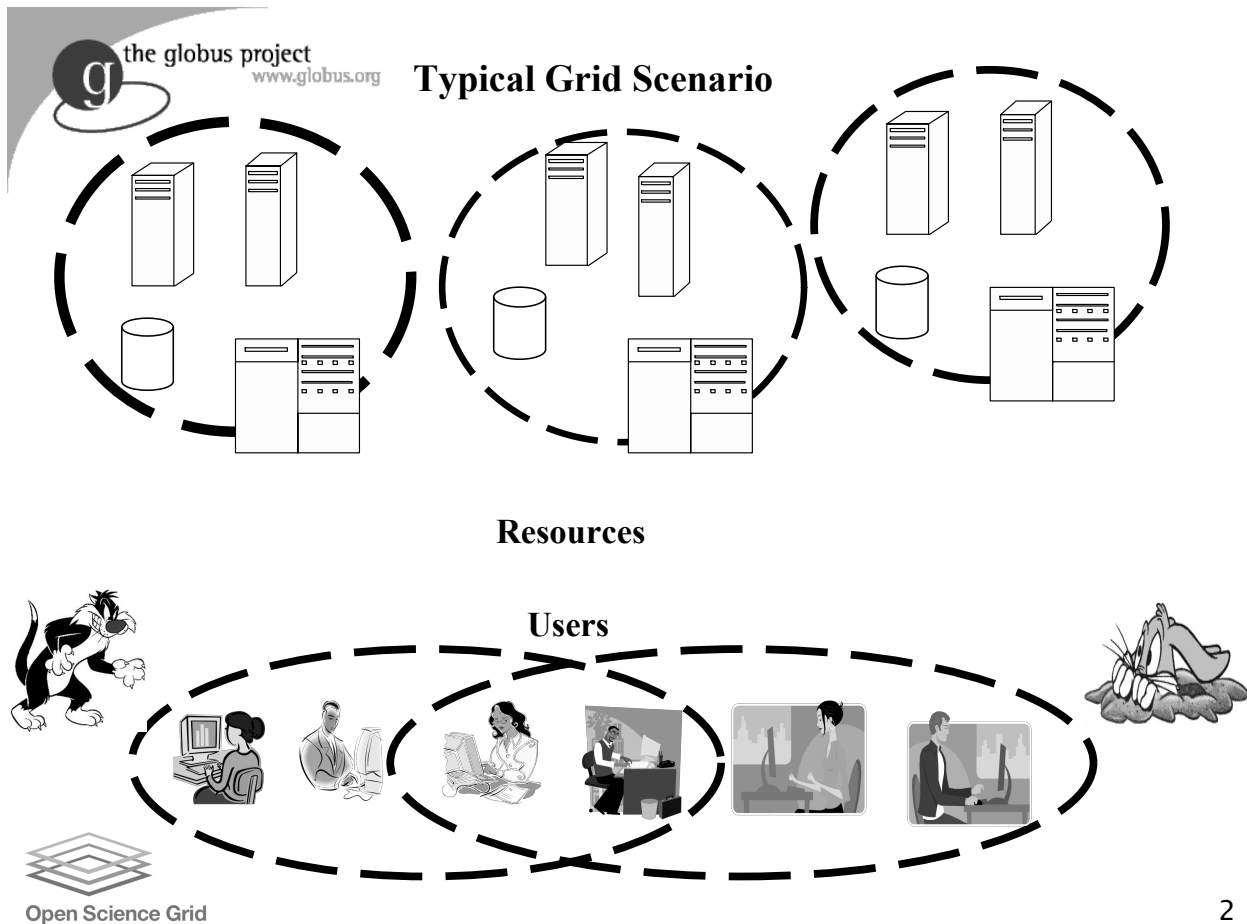 the globus project
www.globus.org
Typical Grid Scenario
Resources
Users
Open Science Grid
2